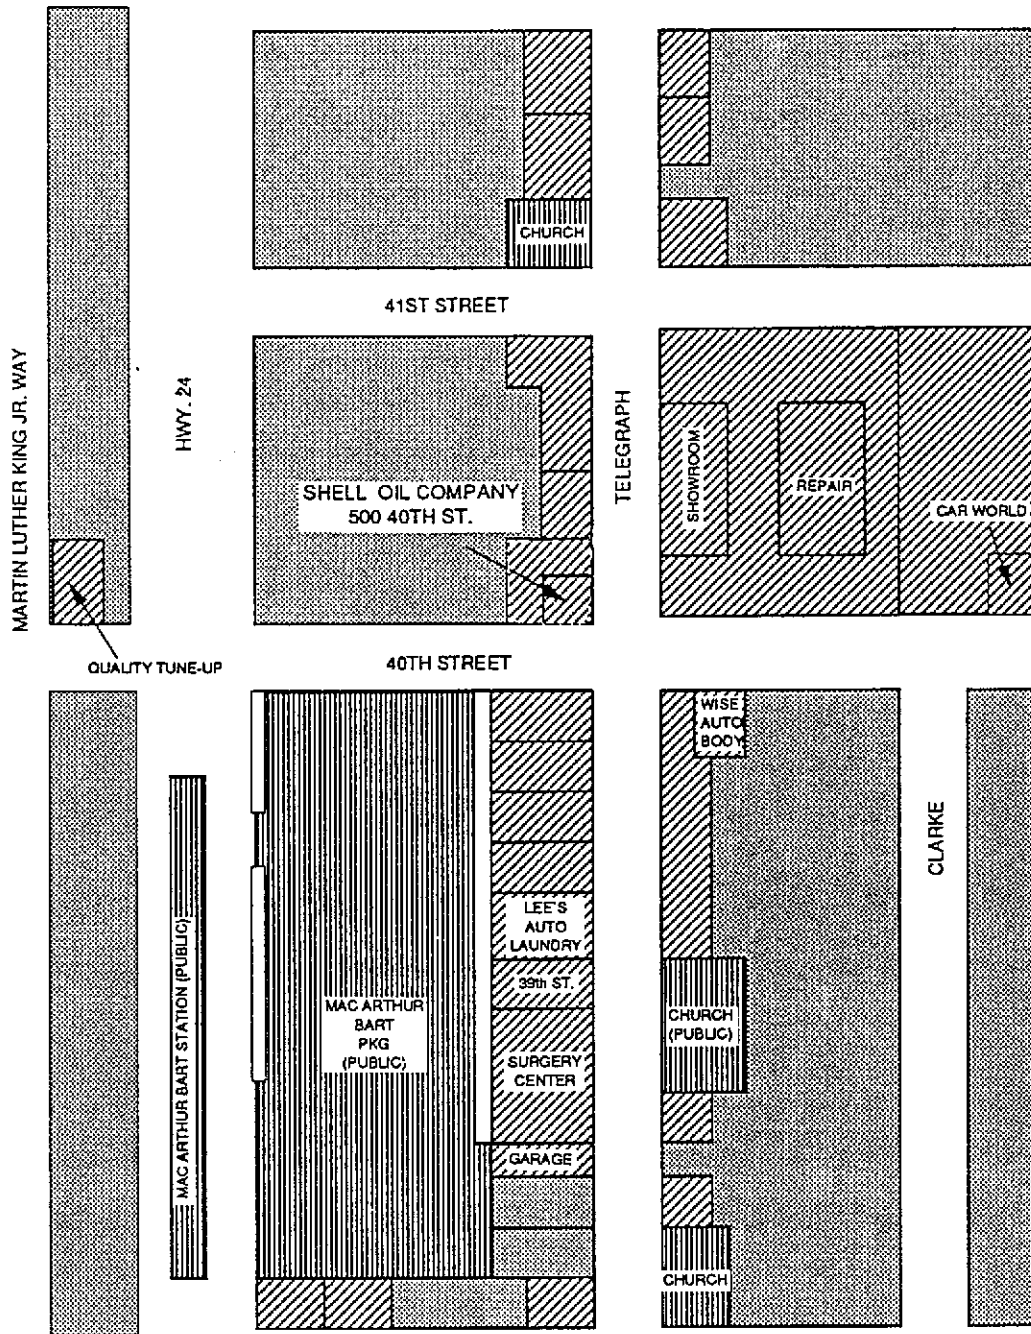 CHURCH
41ST STREET
MARTIN LUTHER KING JR. WAY
HWY. 24
TELEGRAPH
SHELL OIL COMPANY
500 40TH ST.
SHOWROOM
REPAIR
CAR WORLD
QUALITY TUNE-UP
40TH STREET
WISE
AUTO
BODY
CLARKE
MAC ARTHUR BART STATION (PUBLIC)
MAC ARTHUR
BART
PKG
(PUBLIC)
LEE'S
AUTO
LAUNDRY
39th ST.
CHURCH
(PUBLIC)
SURGERY
CENTER
GARAGE
CHURCH